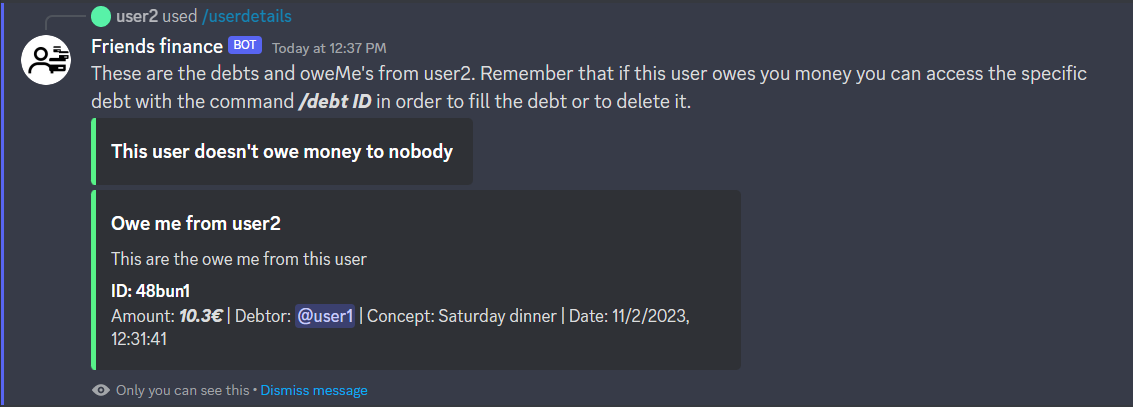 user2 used /userdetails
Friends finance BOT Today at 12:37 PM
These are the debts and oweMe's from user2. Remember that if this user owes you money you can access the specific
debt with the command /debt ID in order to fill the debt or to delete it.
This user doesn't owe money to nobody
Owe me from user2
This are the owe me from this user
ID: 48bun1
Amount: 10.3€ | Debtor: @user1 | Concept: Saturday dinner | Date: 11/2/2023,
12:31:41
Only you can see this • Dismiss message